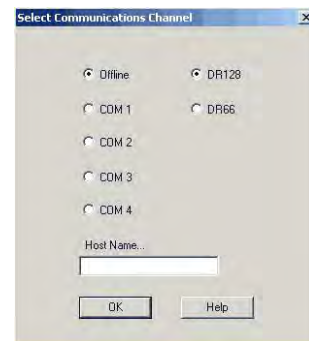 Select Communications Channel
Offline DR128
COM 1 DR66
COM 2
COM 3
COM 4
Host Name...
OK Help